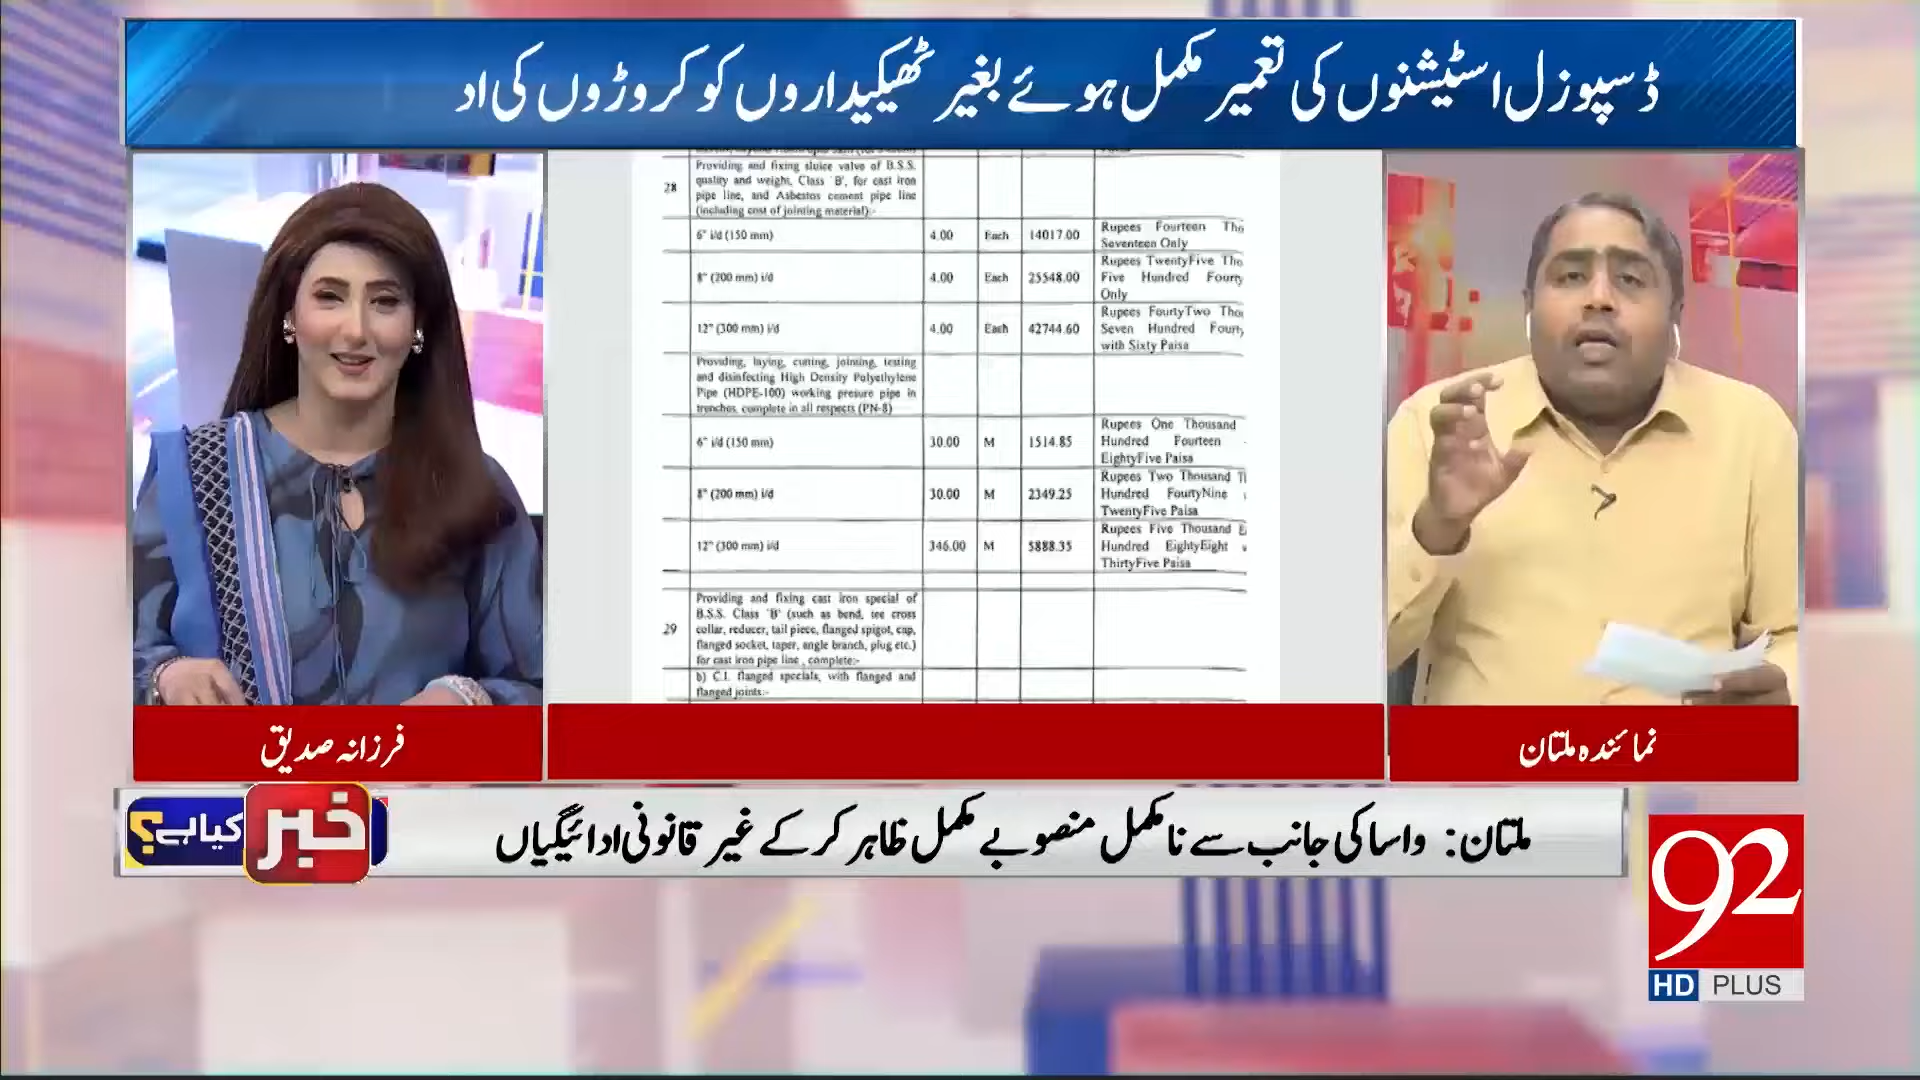 ڈسپوزل اسٹیشنوں کی تعمیر مکمل ہوئے بغیر ٹھیکیداروں کو کروڑوں کی اد
28
Providing and fixing sluice valve of B.S.S.
quality and weight, Class 'B', for cast iron
pipe line, and Asbestos cement pipe line
(including cost of jointing material):-
6" i/d (150 mm) 4.00 Each 14017.00 Rupees Fourteen Tho
Seventeen Only
8" (200 mm) i/d 4.00 Each 25548.00 Rupees TwentyFive Tho
Five Hundred Fourty
Only
12" (300 mm) i/d 4.00 Each 42744.60 Rupees FourtyTwo Tho
Seven Hundred Fourty
with Sixty Paisa
Providing, laying, cutting, jointing, testing
and disinfecting High Density Polyethylene
Pipe (HDPE-100) working presure pipe in
trenches, complete in all respects (PN-8)
6" i/d (150 mm) 30.00 M 1514.85 Rupees One Thousand
Hundred Fourteen
EightyFive Paisa
8" (200 mm) i/d 30.00 M 2349.25 Rupees Two Thousand T
Hundred FourtyNine
TwentyFive Paisa
12" (300 mm) i/d 346.00 M 5888.35 Rupees Five Thousand E
Hundred EightyEight
ThirtyFive Paisa
29
Providing and fixing cast iron special of
B.S.S. Class 'B' (such as bend, tee cross
collar, reducer, tail piece, flanged spigot, cap,
flanged socket, taper, angle branch, plug etc.)
for cast iron pipe line , complete:-
b) C.I. flanged specials, with flanged and
flanged joints:-
نمائندہ ملتان
فرزانہ صدیق
ملتان: واسا کی جانب سے نامکمل منصوبے مکمل ظاہر کر کے غیر قانونی ادائیگیاں
خبر کیا ہے؟
92
HD PLUS